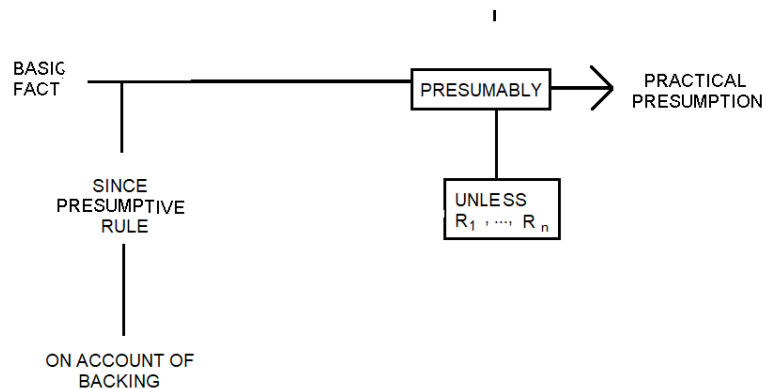 BASIC
FACT
PRESUMABLY
PRACTICAL
PRESUMPTION
SINCE
PRESUMPTIVE
RULE
UNLESS
R1 , ..., Rn
ON ACCOUNT OF
BACKING